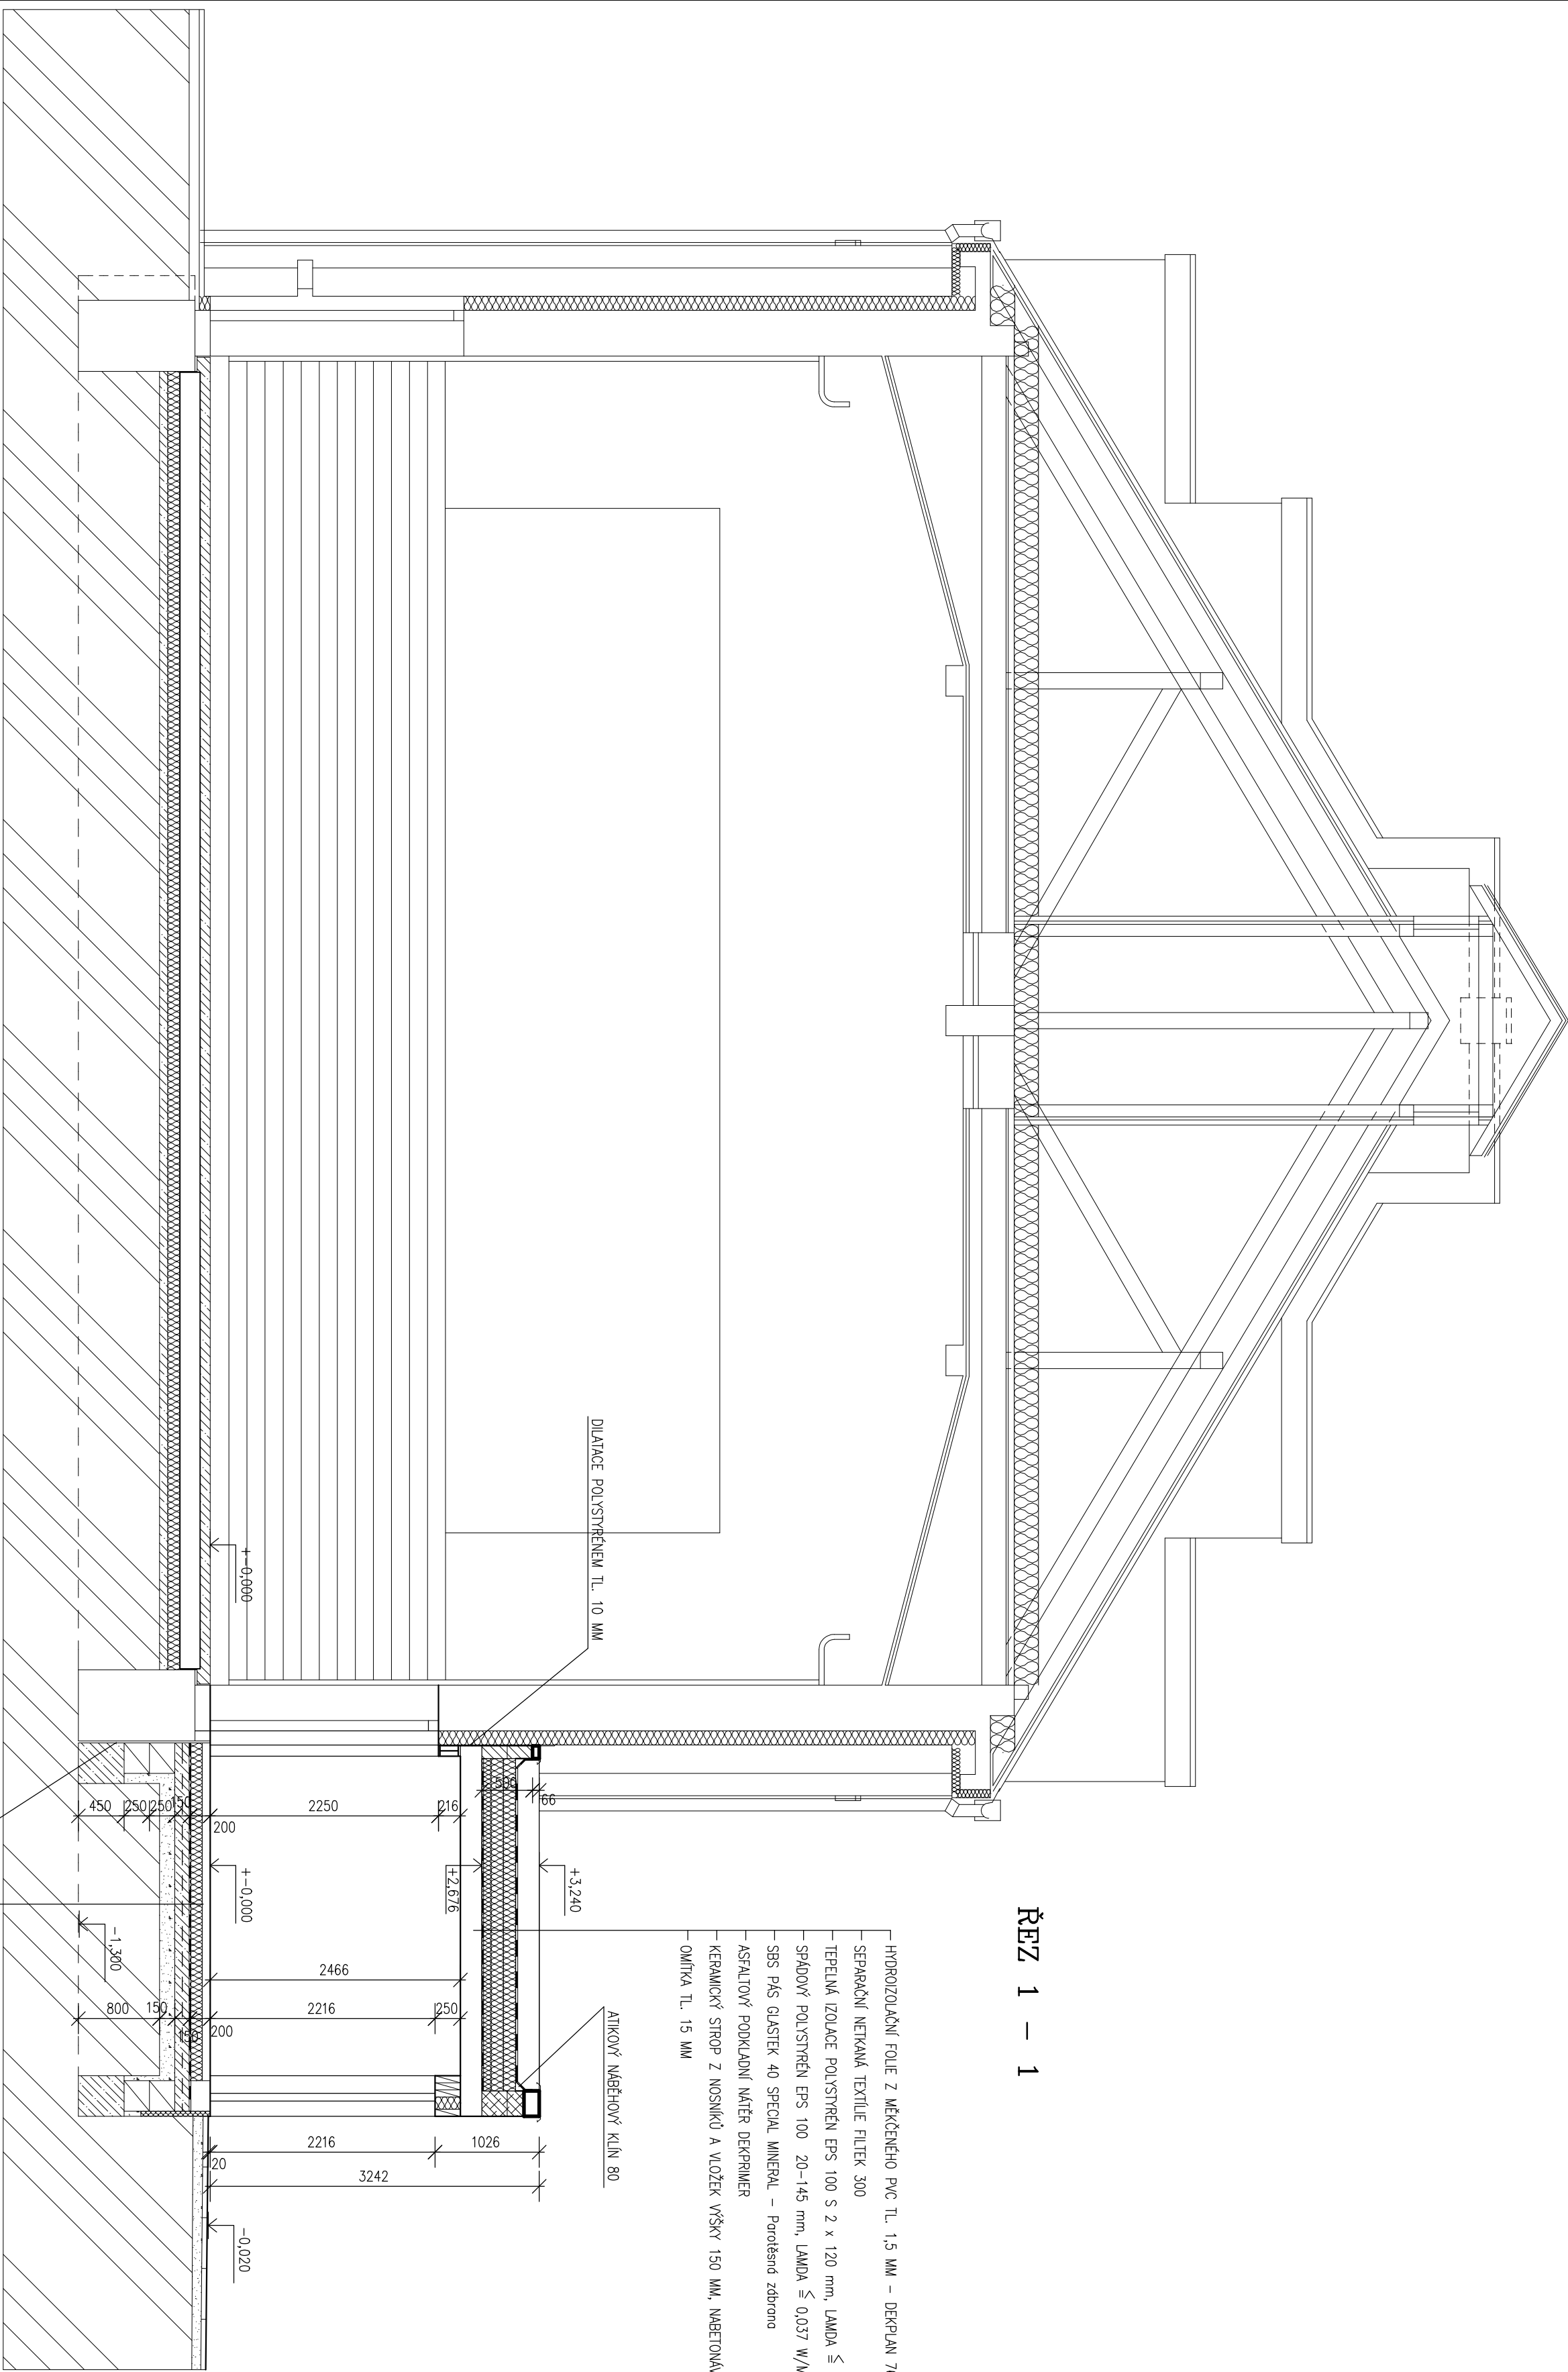 ŘEZ 1 - 1
HYDROIZOLAČNÍ FOLIE Z MĚKČENÉHO PVC TL. 1,5 MM - DEKPLAN
SEPARAČNÍ NETKANÁ TEXTÍLIE FILTEK 300
TEPELNÁ IZOLACE POLYSTYRÉN EPS 100 S 2 x 120 mm, LAMDA ≤
SPÁDOVÝ POLYSTYRÉN EPS 100 20-145 mm, LAMDA ≤ 0,037
SBS PÁS GLASTEK 40 SPECIAL MINERAL - Parotěsná zábrana
ASFALTOVÝ PODKLADNÍ NÁTĚR DEKPRIMER
KERAMICKÝ STROP Z NOSNÍKŮ A VLOŽEK VÝŠKY 150 MM,
OMÍTKA TL. 15 MM
DILATACE POLYSTYRÉNEM TL. 10 MM
ATIKOVÝ NÁBĚHOVÝ KLÍN 80
+3,240
+2,676
+-0,000
+-0,000
-1,300
-0,020
66
500
216
2250
200
150
250
250
450
2466
250
2216
200
150
150
800
1026
2216
20
3242